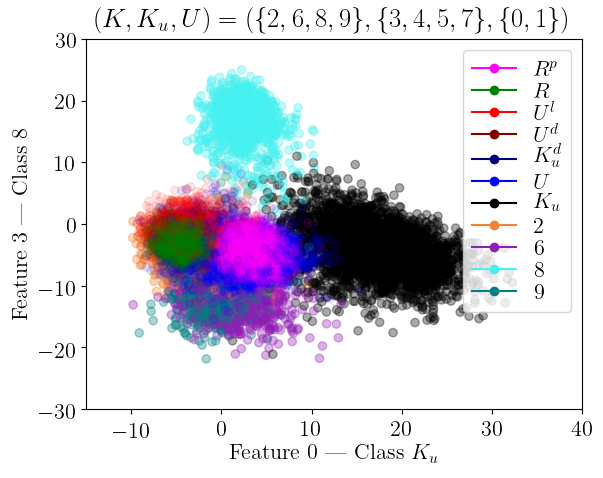 (K, K_u, U) = ({2, 6, 8, 9}, {3, 4, 5, 7}, {0, 1})
30
20
10
0
−10
−20
−30
Feature 3 — Class 8
R^p
R
U^l
U^d
K_u^d
U
K_u
2
6
8
9
−10 0 10 20 30 40
Feature 0 — Class K_u